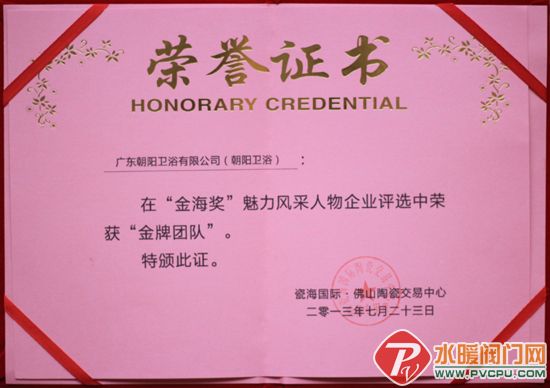 荣誉证书
HONORARY CREDENTIAL
广东朝阳卫浴有限公司（朝阳卫浴）：
在“金海奖”魅力风采人物企业评选中荣
获“金牌团队”。
特颁此证。
瓷海国际·佛山陶瓷交易中心
二零一三年七月二十三日
水暖阀门网
WWW.PVCPU.COM